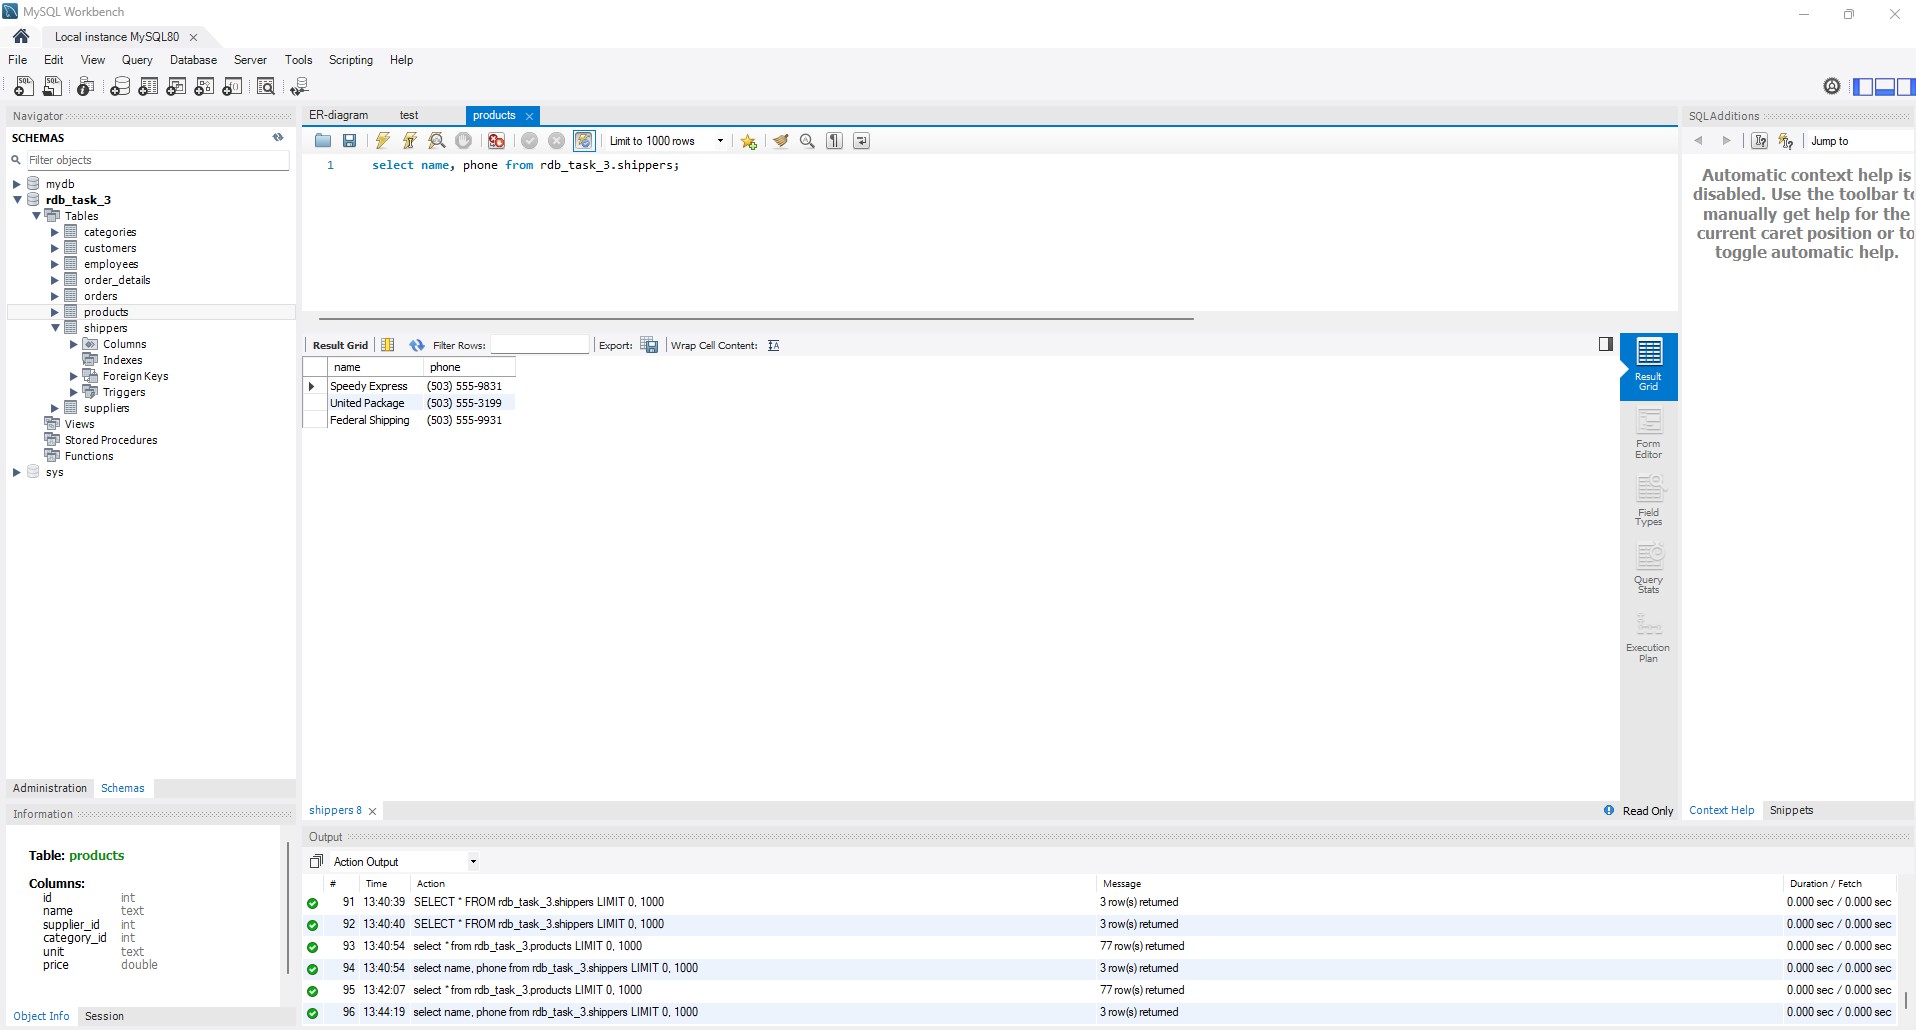 MySQL Workbench
Local instance MySQL80
File Edit View Query Database Server Tools Scripting Help
Navigator
SCHEMAS
Filter objects
mydb
rdb_task_3
Tables
categories
customers
employees
order_details
orders
products
shippers
Columns
Indexes
Foreign Keys
Triggers
suppliers
Views
Stored Procedures
Functions
sys
Administration Schemas
Information
Table: products
Columns:
id int
name text
supplier_id int
category_id int
unit text
price double
Object Info Session
ER-diagram test products
Limit to 1000 rows
1 select name, phone from rdb_task_3.shippers;
Result Grid Filter Rows: Export: Wrap Cell Content:
name phone
Speedy Express (503) 555-9831
United Package (503) 555-3199
Federal Shipping (503) 555-9931
Result
Grid
Form
Editor
Field
Types
Query
Stats
Execution
Plan
shippers 8
Read Only
SQLAdditions
Jump to
Automatic context help is
disabled. Use the toolbar to
manually get help for the
current caret position or to
toggle automatic help.
Context Help Snippets
Output
Action Output
# Time Action Message Duration / Fetch
91 13:40:39 SELECT * FROM rdb_task_3.shippers LIMIT 0, 1000 3 row(s) returned 0.000 sec / 0.000 sec
92 13:40:40 SELECT * FROM rdb_task_3.shippers LIMIT 0, 1000 3 row(s) returned 0.000 sec / 0.000 sec
93 13:40:54 select * from rdb_task_3.products LIMIT 0, 1000 77 row(s) returned 0.000 sec / 0.000 sec
94 13:40:54 select name, phone from rdb_task_3.shippers LIMIT 0, 1000 3 row(s) returned 0.000 sec / 0.000 sec
95 13:42:07 select * from rdb_task_3.products LIMIT 0, 1000 77 row(s) returned 0.000 sec / 0.000 sec
96 13:44:19 select name, phone from rdb_task_3.shippers LIMIT 0, 1000 3 row(s) returned 0.000 sec / 0.000 sec